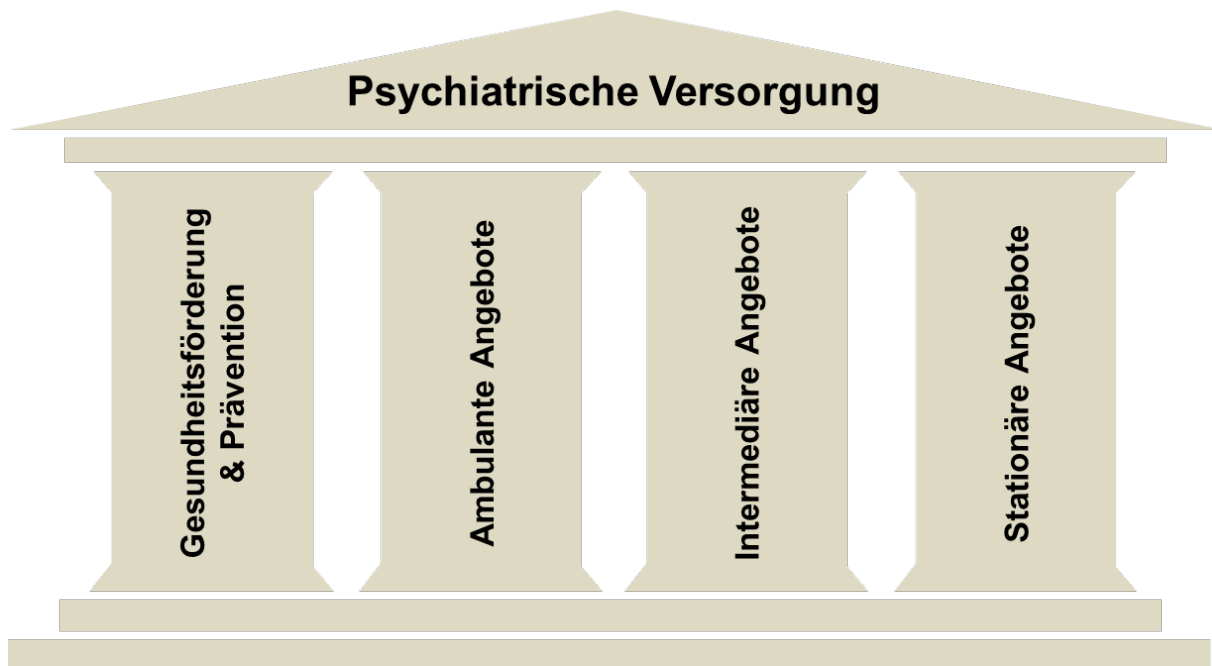 Psychiatrische Versorgung
Gesundheitsförderung
& Prävention
Ambulante Angebote
Intermediäre Angebote
Stationäre Angebote